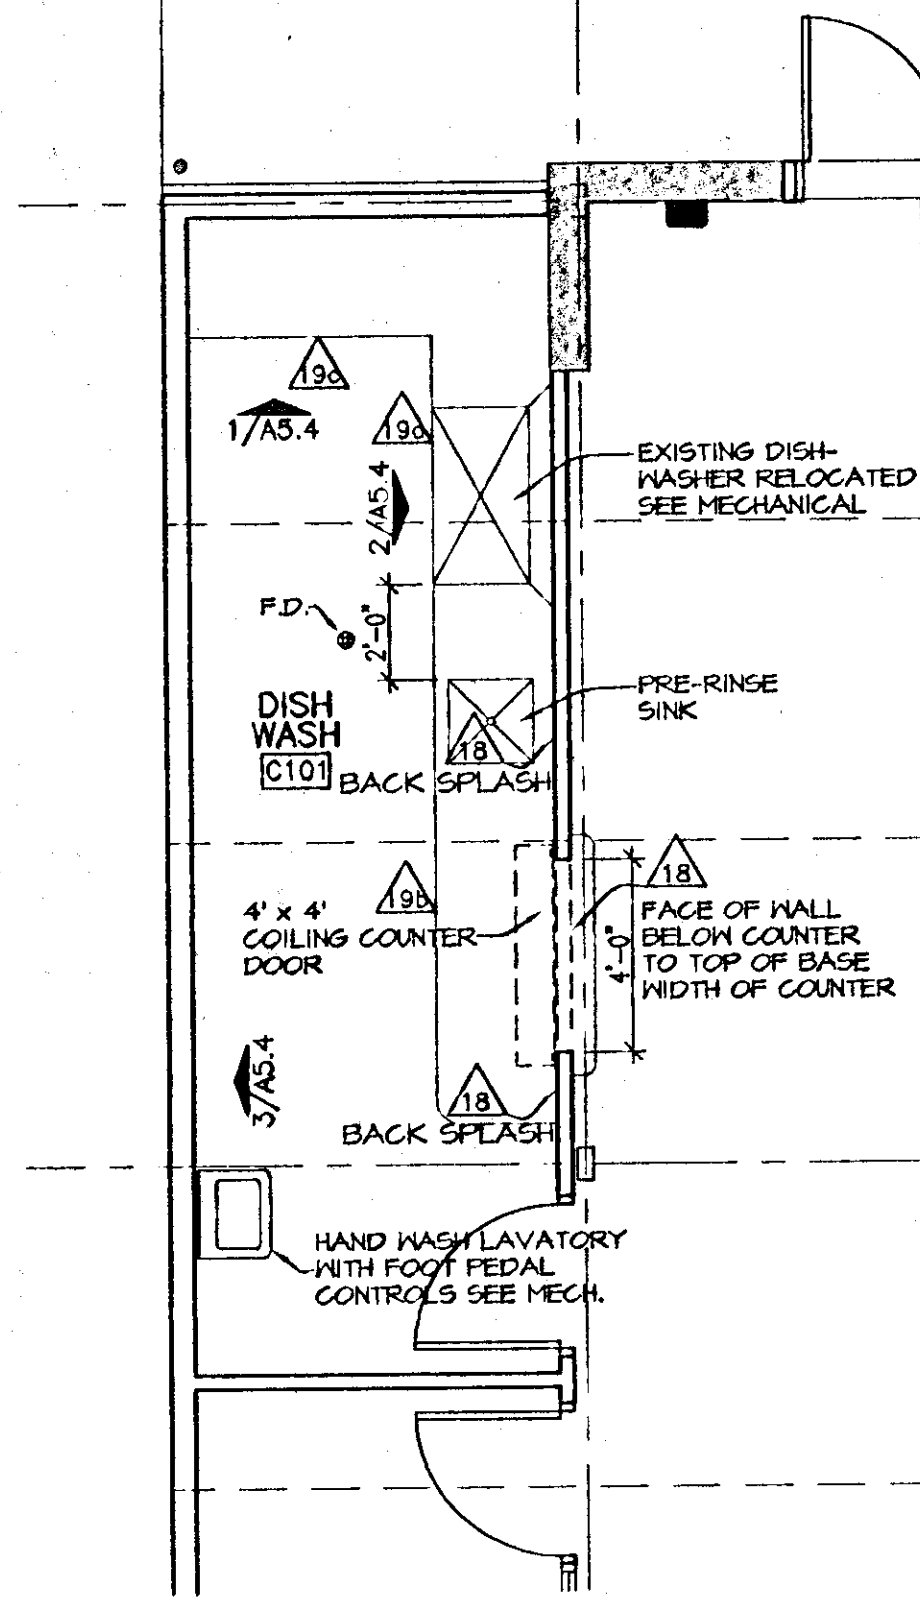 19c
1/A5.4
19a
2/A5.4
EXISTING DISH-
WASHER RELOCATED
SEE MECHANICAL
F.D.
2'-0"
DISH
WASH
C101
PRE-RINSE
SINK
18
BACK SPLASH
19b
4' x 4'
COILING COUNTER
DOOR
18
4'-0"
FACE OF WALL
BELOW COUNTER
TO TOP OF BASE
WIDTH OF COUNTER
3/A5.4
18
BACK SPLASH
HAND WASH LAVATORY
WITH FOOT PEDAL
CONTROLS SEE MECH.